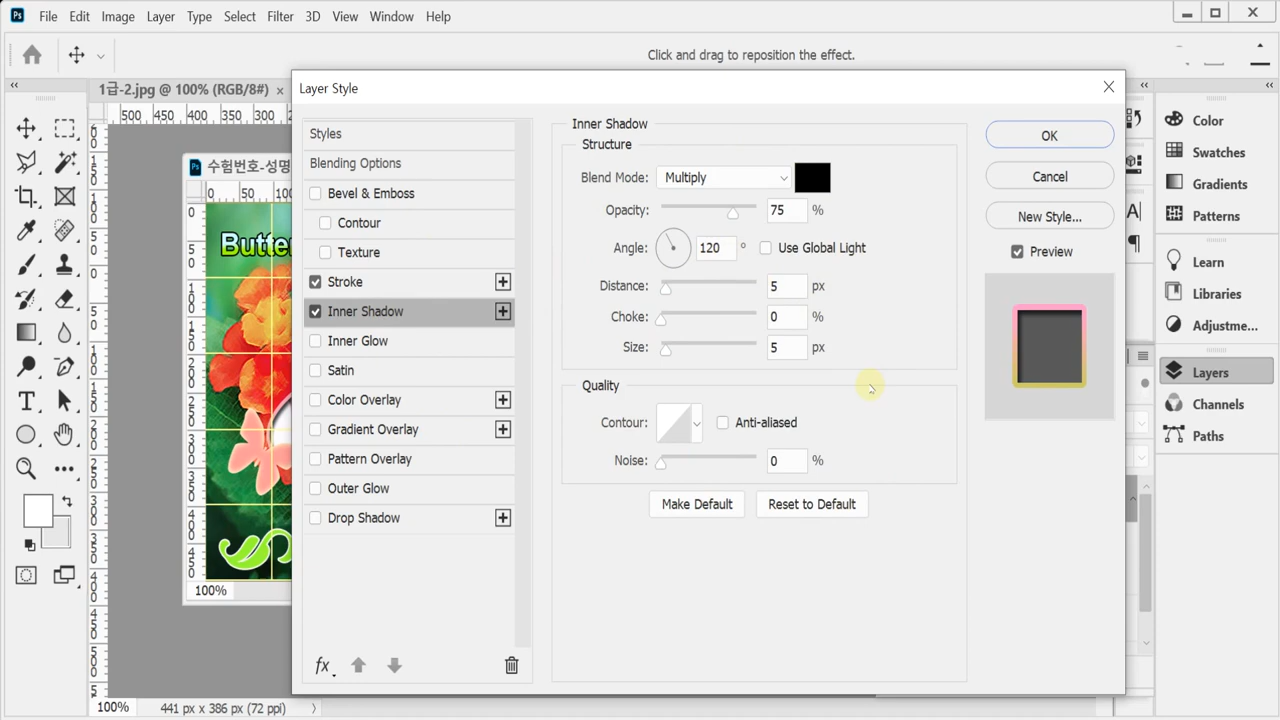 Ps File Edit Image Layer Type Select Filter 3D View Window Help
Click and drag to reposition the effect.
1급-2.jpg @ 100% (RGB/8#) ×
500 450 400 350 300
Ps 수험번호-성명
0 50 100
Butter
100%
100% 441 px x 386 px (72 ppi)
Layer Style
Styles
Blending Options
Bevel & Emboss
Contour
Texture
Stroke
Inner Shadow
Inner Glow
Satin
Color Overlay
Gradient Overlay
Pattern Overlay
Outer Glow
Drop Shadow
fx
Inner Shadow
Structure
Blend Mode: Multiply
Opacity: 75 %
Angle: 120 ° Use Global Light
Distance: 5 px
Choke: 0 %
Size: 5 px
Quality
Contour: Anti-aliased
Noise: 0 %
Make Default Reset to Default
OK
Cancel
New Style...
Preview
Color
Swatches
Gradients
Patterns
Learn
Libraries
Adjustme...
Layers
Channels
Paths